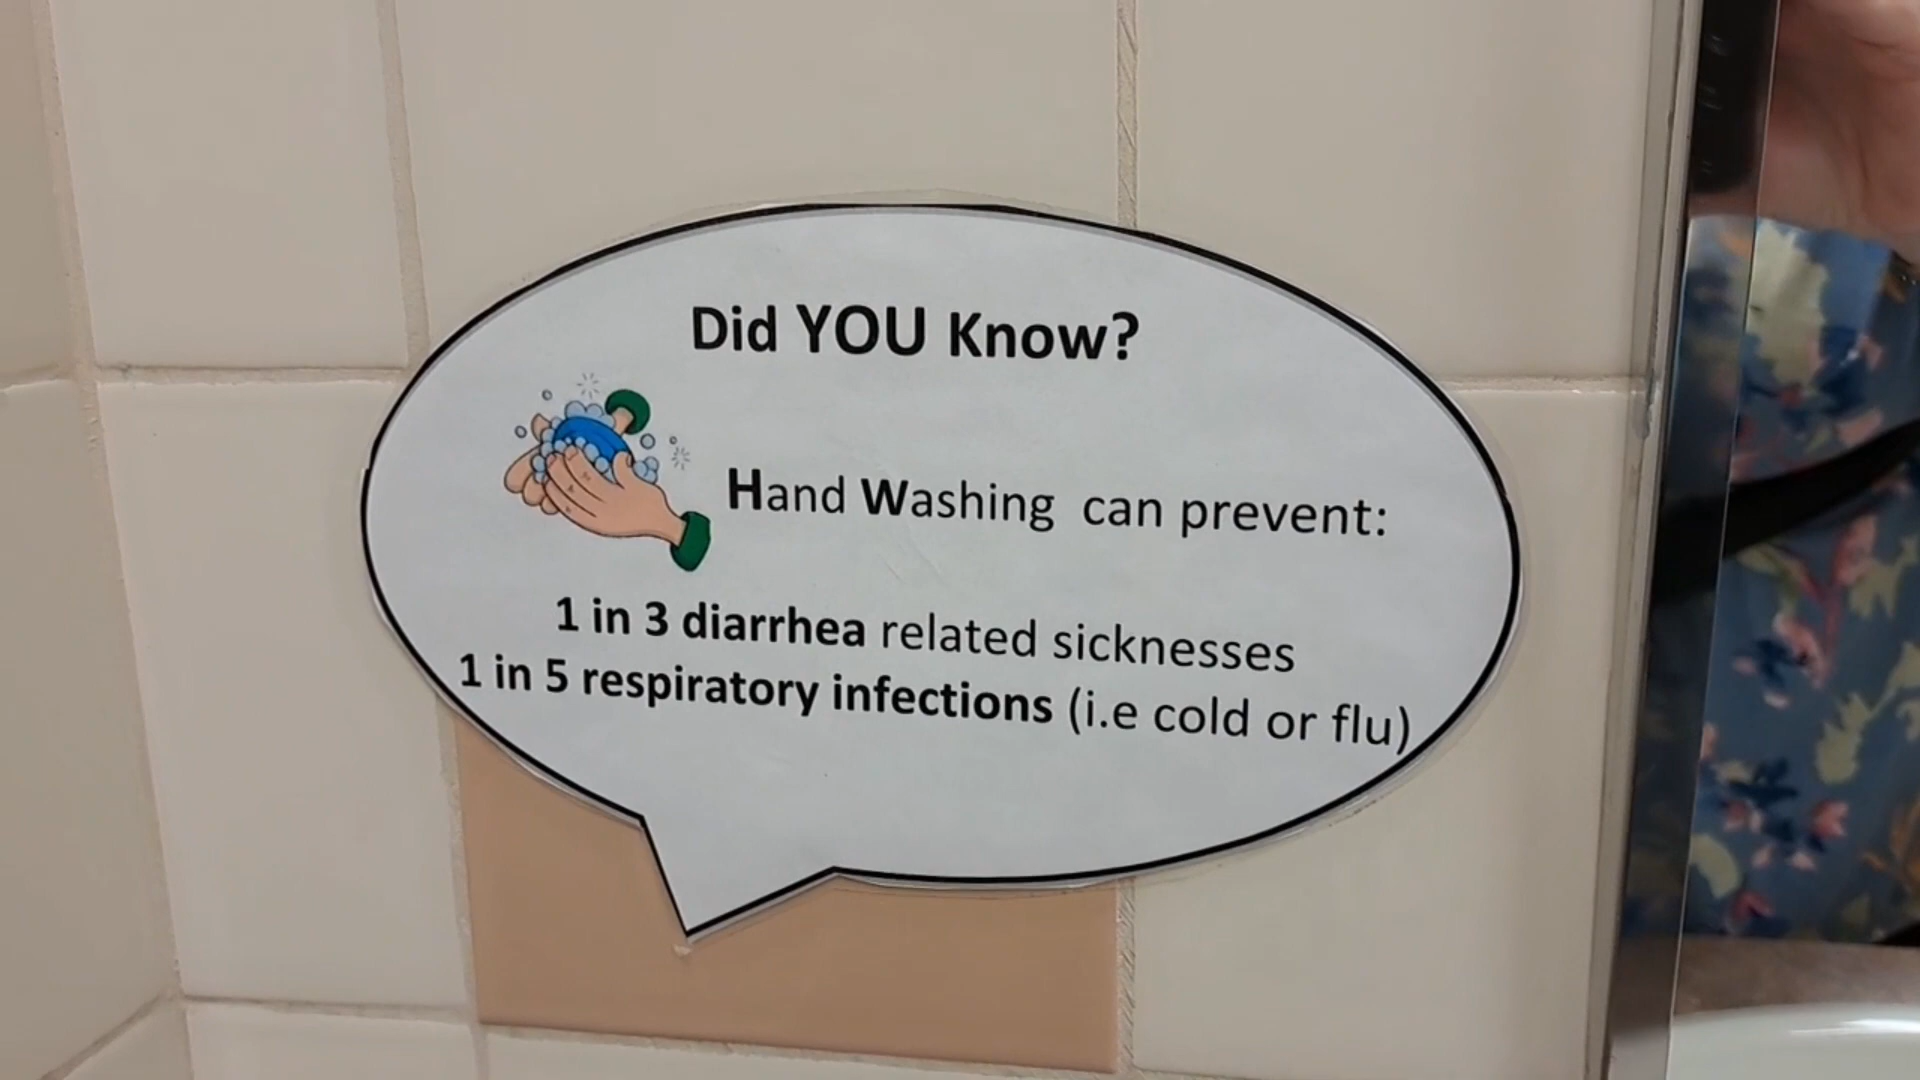 Did YOU Know?
Hand Washing can prevent:
1 in 3 diarrhea related sicknesses
1 in 5 respiratory infections (i.e cold or flu)